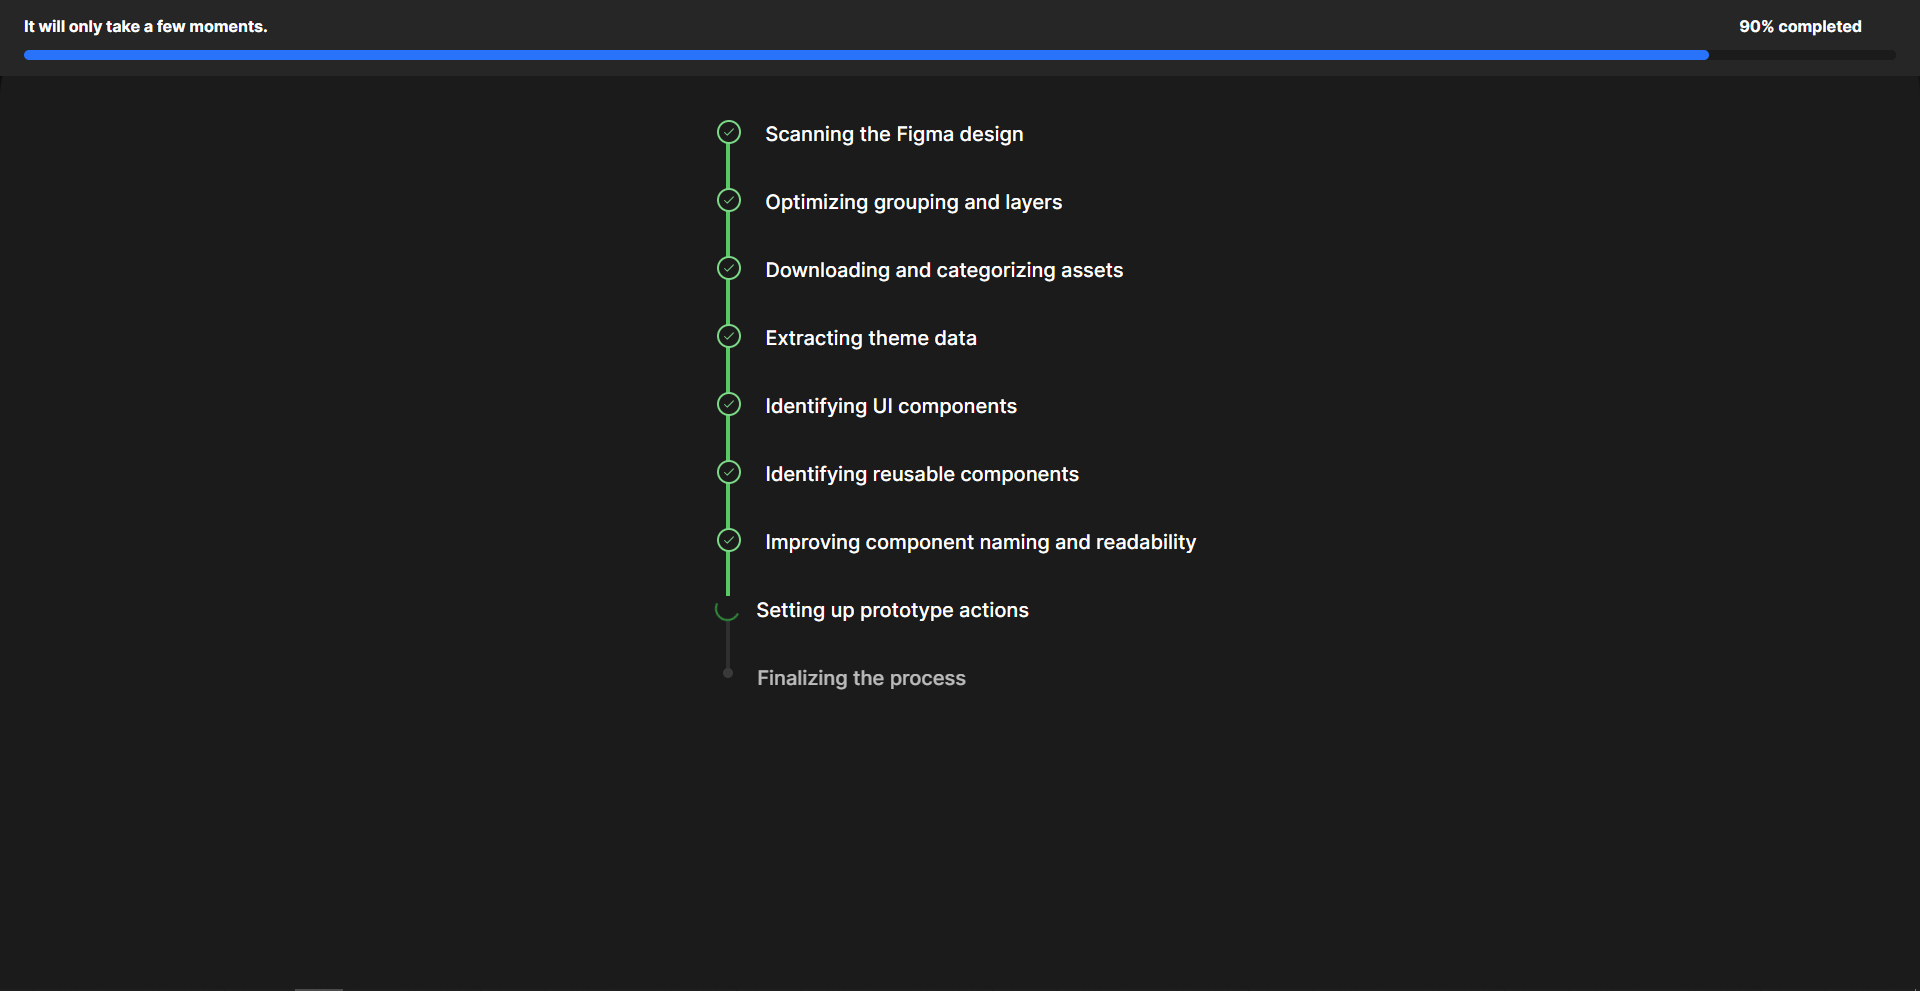 It will only take a few moments.
90% completed
Scanning the Figma design
Optimizing grouping and layers
Downloading and categorizing assets
Extracting theme data
Identifying UI components
Identifying reusable components
Improving component naming and readability
Setting up prototype actions
Finalizing the process